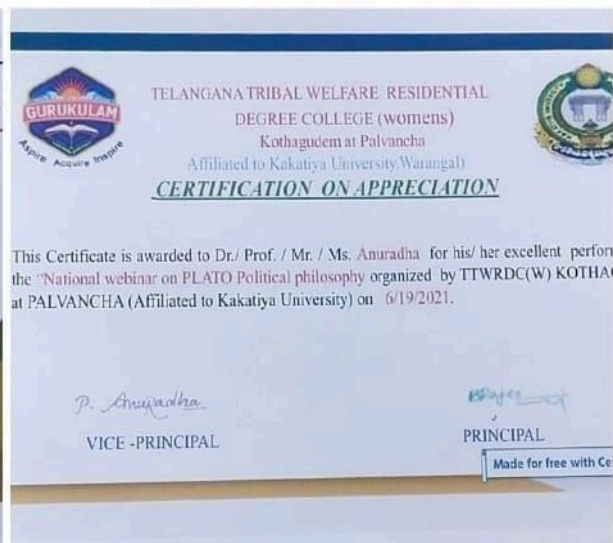 GURUKULAM
Aspire Acquire Inspire
TELANGANA TRIBAL WELFARE RESIDENTIAL
DEGREE COLLEGE (womens)
Kothagudem at Palvancha
Affiliated to Kakatiya University,Warangal)
CERTIFICATION ON APPRECIATION
This Certificate is awarded to Dr./ Prof. / Mr. / Ms. Anuradha for his/ her excellent perfor
the "National webinar on PLATO Political philosophy organized by TTWRDC(W) KOTHAG
at PALVANCHA (Affiliated to Kakatiya University) on 6/19/2021.
P. Anuradha
VICE -PRINCIPAL
PRINCIPAL
Made for free with Ce